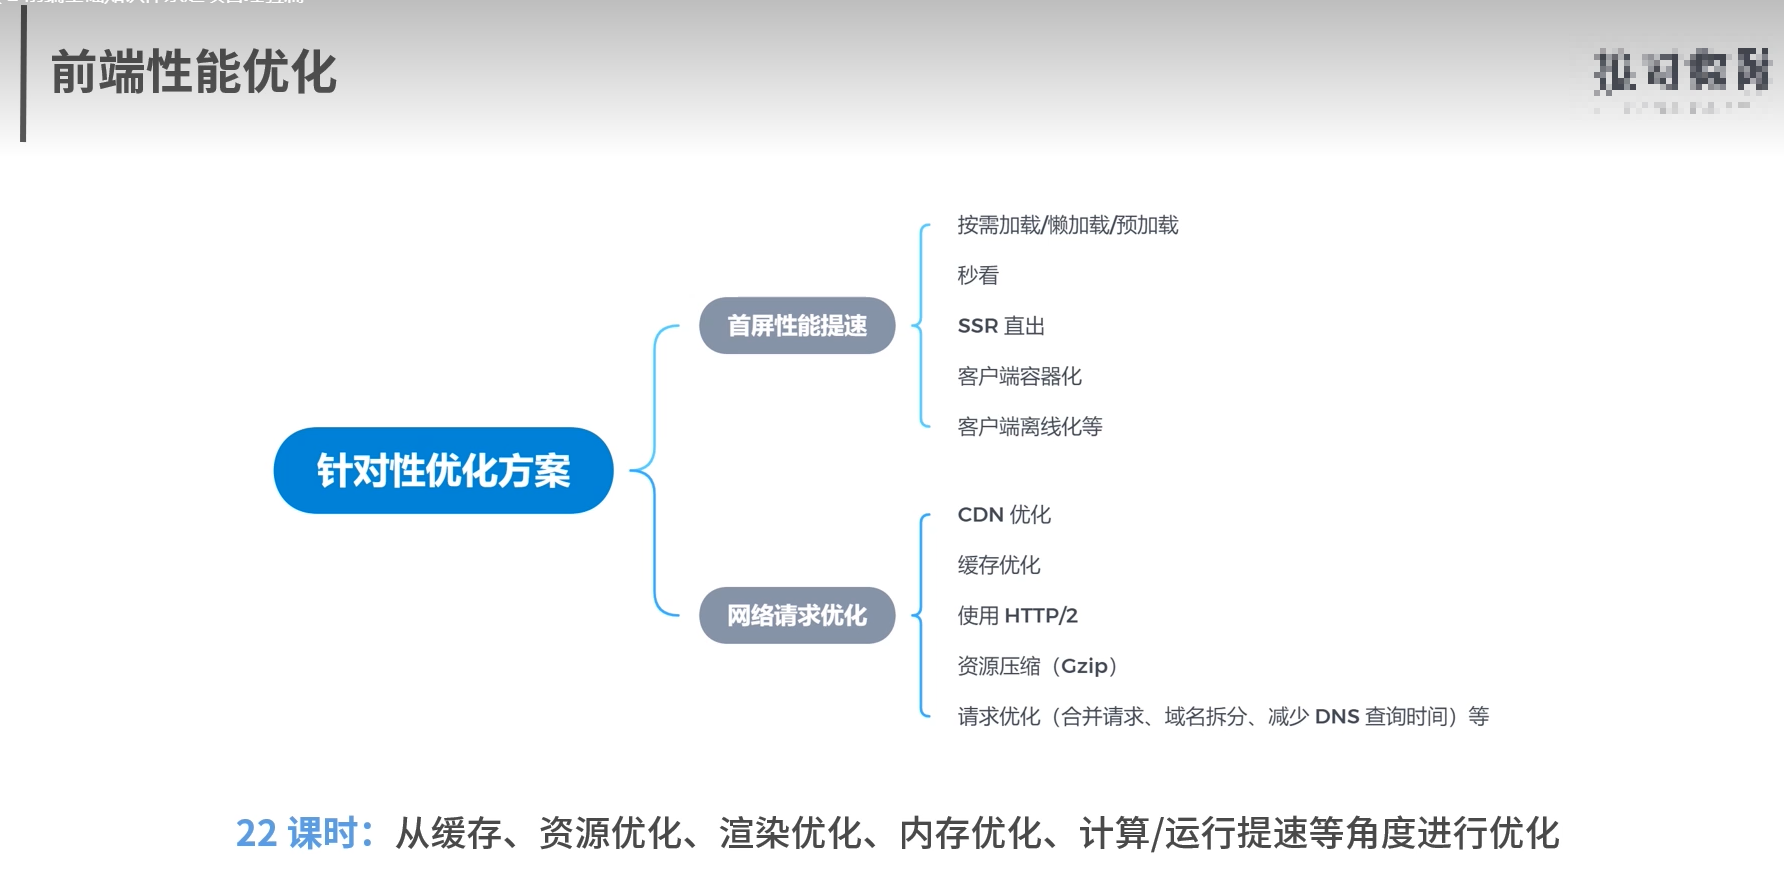 前端性能优化
按需加载/懒加载/预加载
秒看
首屏性能提速
SSR 直出
客户端容器化
客户端离线化等
针对性优化方案
CDN 优化
缓存优化
网络请求优化
使用 HTTP/2
资源压缩（Gzip）
请求优化（合并请求、域名拆分、减少 DNS 查询时间）等
22 课时：从缓存、资源优化、渲染优化、内存优化、计算/运行提速等角度进行优化